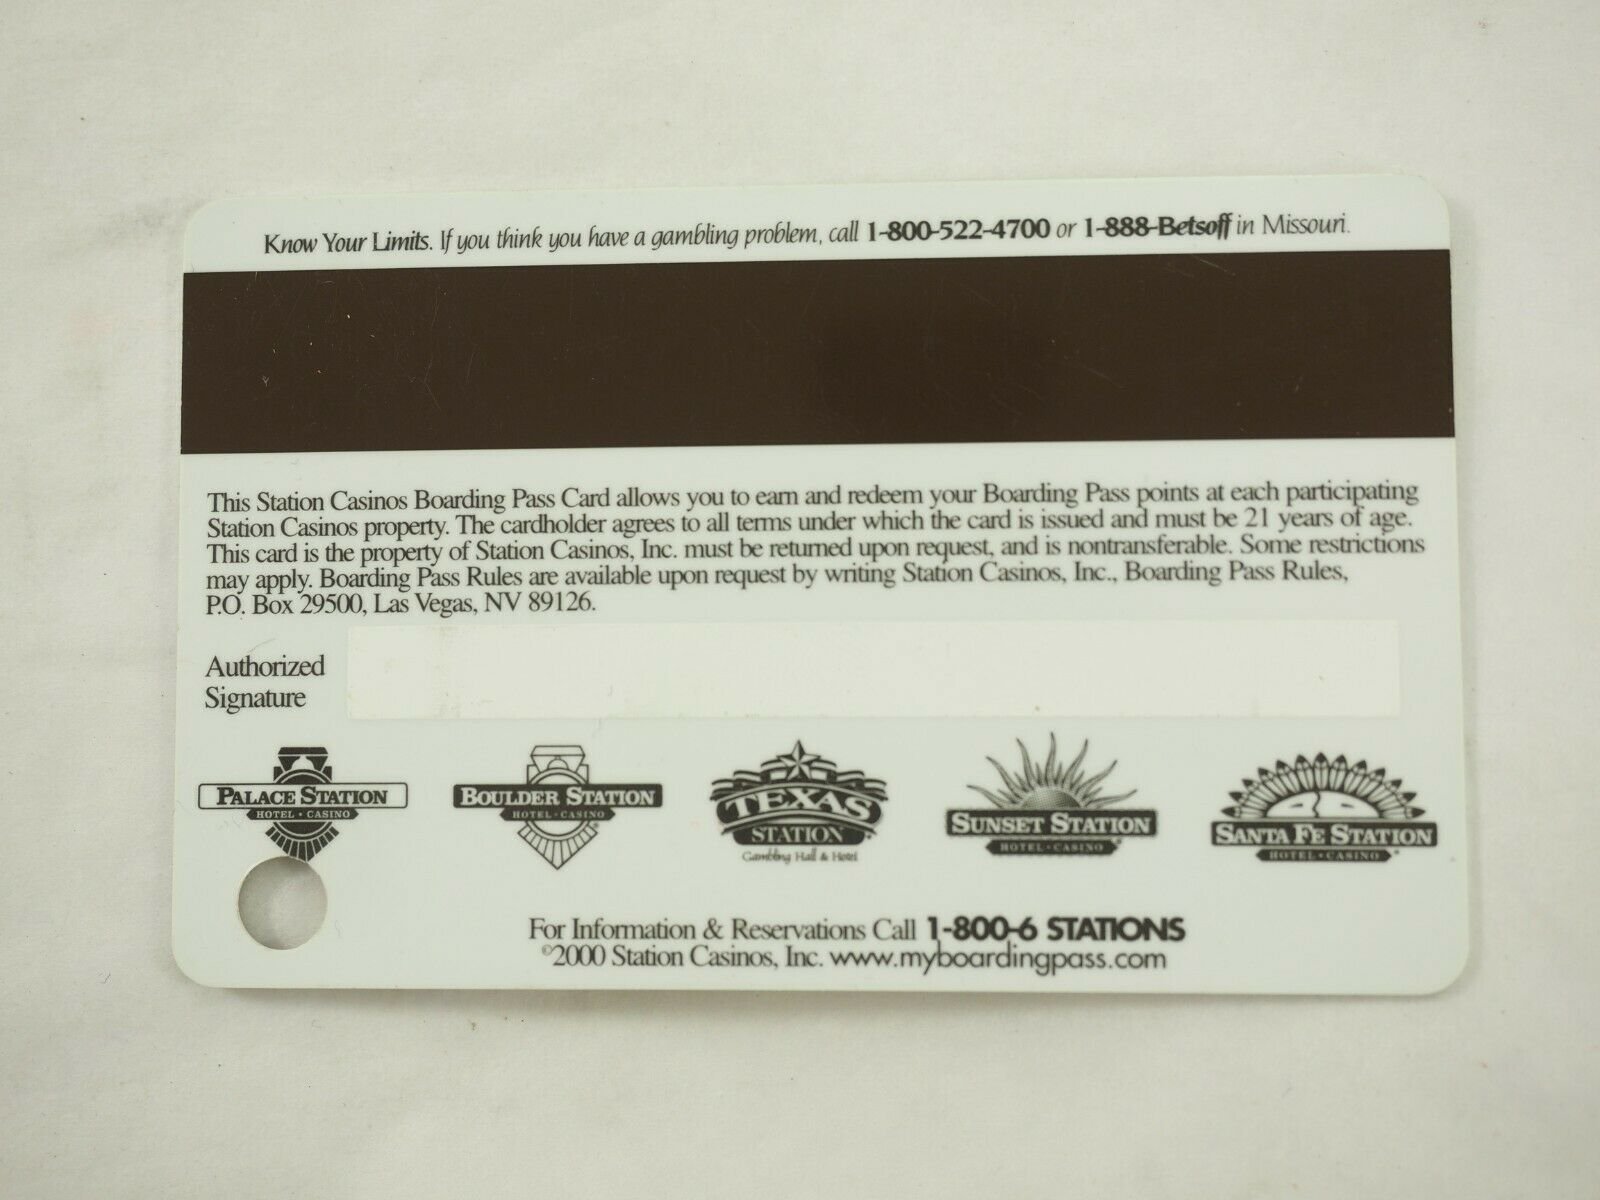 Know Your Limits. If you think you have a gambling problem, call 1-800-522-4700 or 1-888-Betsoff in Missouri.
This Station Casinos Boarding Pass Card allows you to earn and redeem your Boarding Pass points at each participating
Station Casinos property. The cardholder agrees to all terms under which the card is issued and must be 21 years of age.
This card is the property of Station Casinos, Inc. must be returned upon request, and is nontransferable. Some restrictions
may apply. Boarding Pass Rules are available upon request by writing Station Casinos, Inc., Boarding Pass Rules,
P.O. Box 29500, Las Vegas, NV 89126.
Authorized
Signature
PALACE STATION
HOTEL · CASINO
BOULDER STATION
HOTEL · CASINO
TEXAS
STATION
Gambling Hall & Hotel
SUNSET STATION
HOTEL · CASINO
SANTA FE STATION
HOTEL · CASINO
For Information & Reservations Call 1-800-6 STATIONS
©2000 Station Casinos, Inc. www.myboardingpass.com